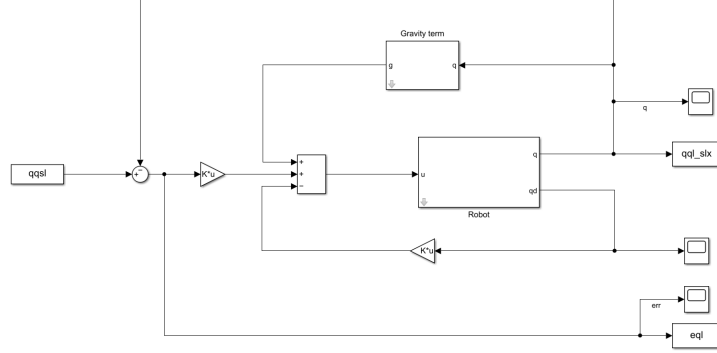 Gravity term
g
q
q
qqsl
+
−
K*u
+
+
−
u
q
qd
qql_slx
Robot
K*u
err
eql